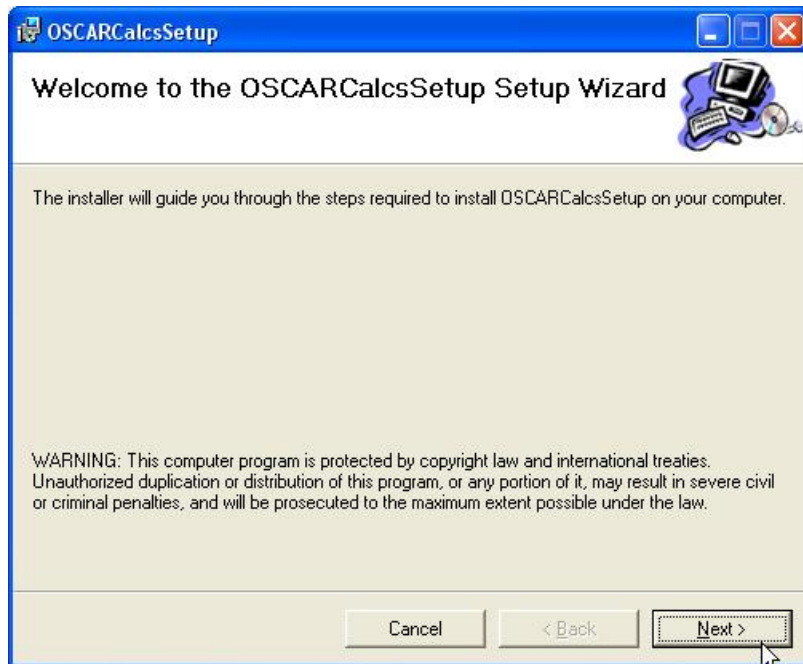 OSCARCalcsSetup
Welcome to the OSCARCalcsSetup Setup Wizard
The installer will guide you through the steps required to install OSCARCalcsSetup on your computer.
WARNING: This computer program is protected by copyright law and international treaties.
Unauthorized duplication or distribution of this program, or any portion of it, may result in severe civil
or criminal penalties, and will be prosecuted to the maximum extent possible under the law.
Cancel
< Back
Next >